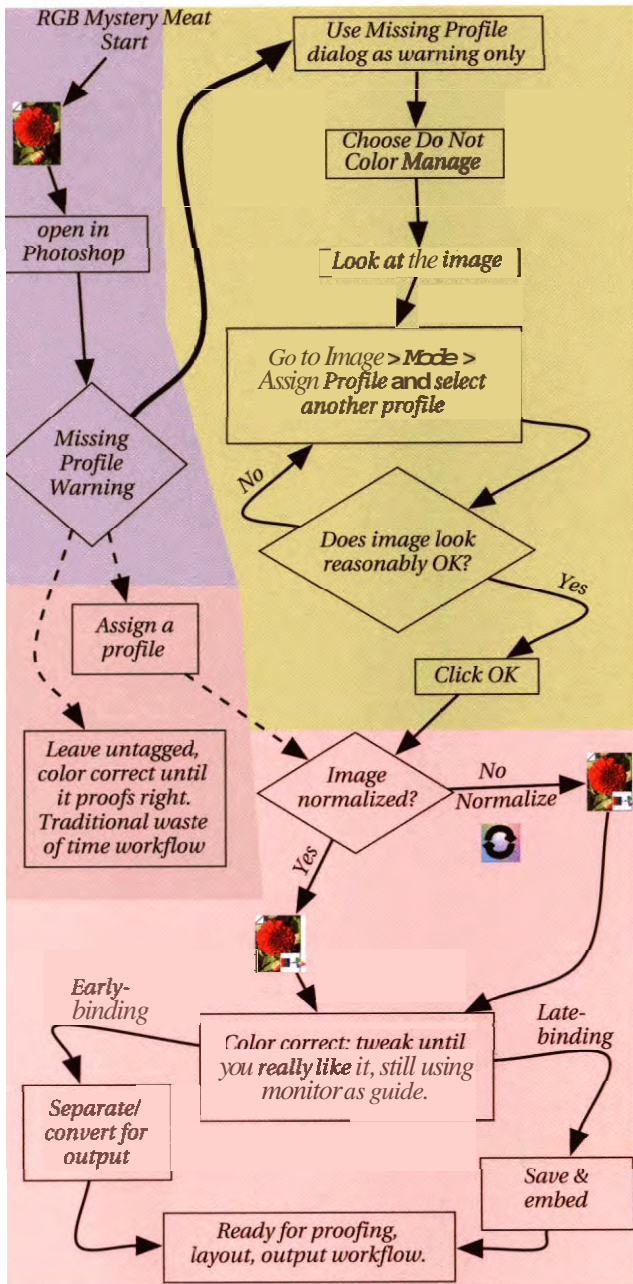 RGB Mystery Meat
Start
open in
Photoshop
Missing
Profile
Warning
Use Missing Profile
dialog as warning only
Choose Do Not
Color Manage
Look at the image
Go to Image > Mode >
Assign Profile and select
another profile
No
Does image look
reasonably OK?
Yes
Click OK
Assign a
profile
Leave untagged,
color correct until
it proofs right.
Traditional waste
of time workflow
Image
normalized?
No
Normalize
Yes
Early-
binding
Color correct: tweak until
you really like it, still using
monitor as guide.
Late-
binding
Separate/
convert for
output
Save &
embed
Ready for proofing,
layout, output workflow.